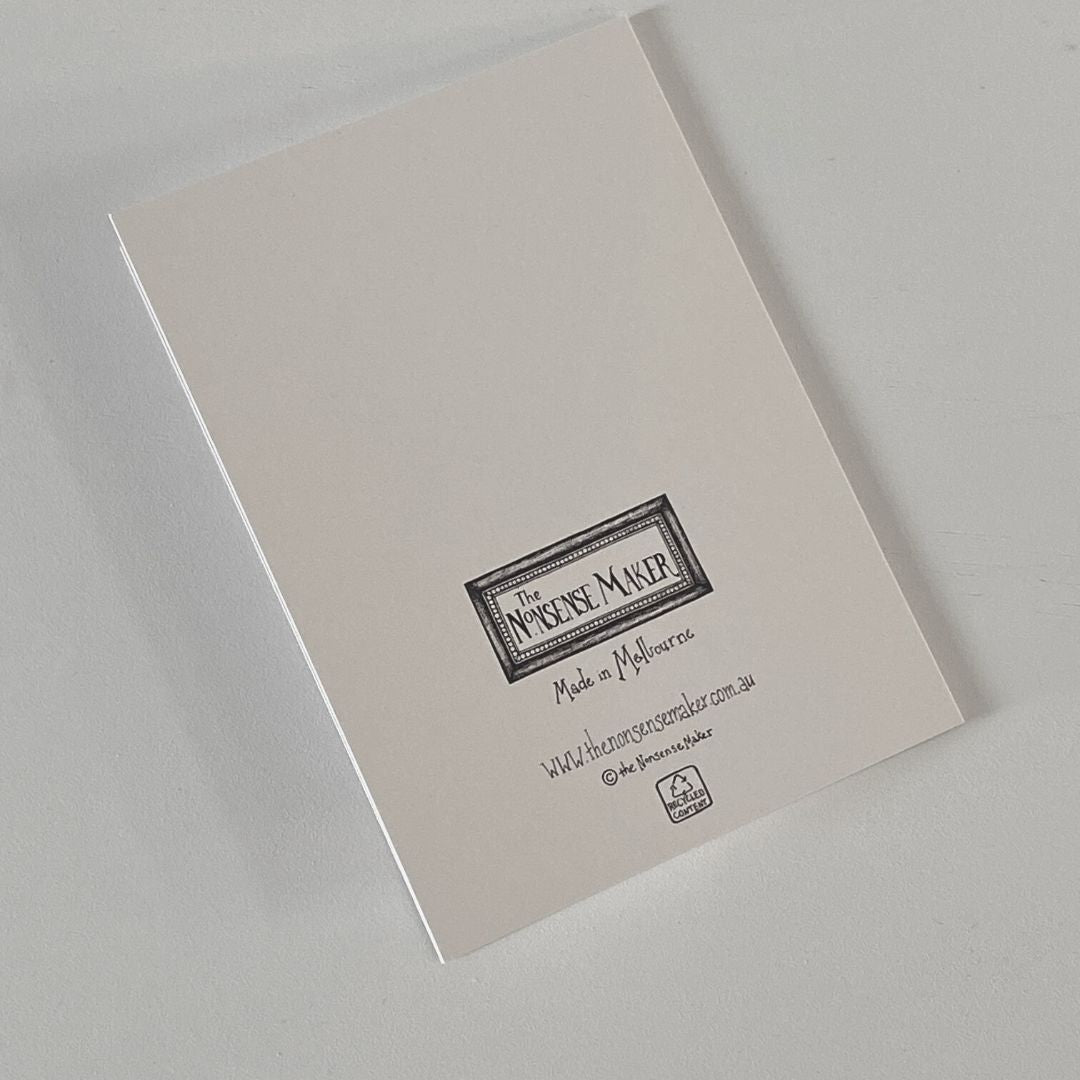 The
NONSENSE MAKER
Made in Melbourne
WWW.thenonsensemaker.com.au
© the Nonsense Maker
RECYCLED
CONTENT